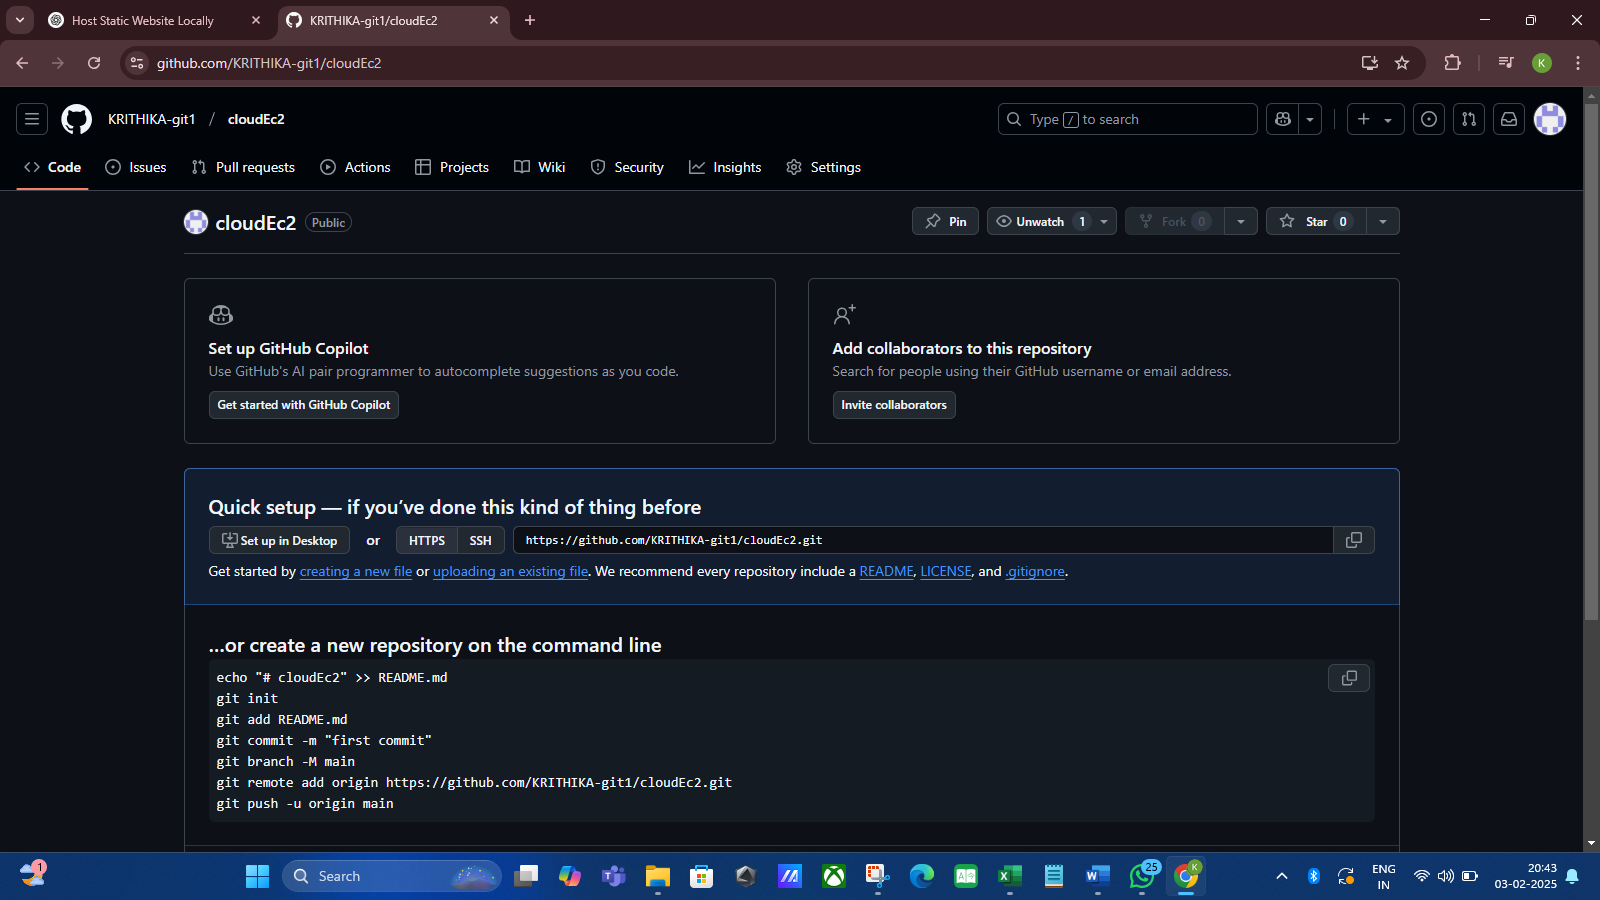 Host Static Website Locally
KRITHIKA-git1/cloudEc2
github.com/KRITHIKA-git1/cloudEc2
K
KRITHIKA-git1 / cloudEc2
Type / to search
Code
Issues
Pull requests
Actions
Projects
Wiki
Security
Insights
Settings
cloudEc2 Public
Pin
Unwatch 1
Fork 0
Star 0
Set up GitHub Copilot
Use GitHub's AI pair programmer to autocomplete suggestions as you code.
Get started with GitHub Copilot
Add collaborators to this repository
Search for people using their GitHub username or email address.
Invite collaborators
Quick setup — if you’ve done this kind of thing before
Set up in Desktop or HTTPS SSH https://github.com/KRITHIKA-git1/cloudEc2.git
Get started by creating a new file or uploading an existing file. We recommend every repository include a README, LICENSE, and .gitignore.
…or create a new repository on the command line
echo "# cloudEc2" >> README.md
git init
git add README.md
git commit -m "first commit"
git branch -M main
git remote add origin https://github.com/KRITHIKA-git1/cloudEc2.git
git push -u origin main
1
Search
25
K
ENG
IN
20:43
03-02-2025